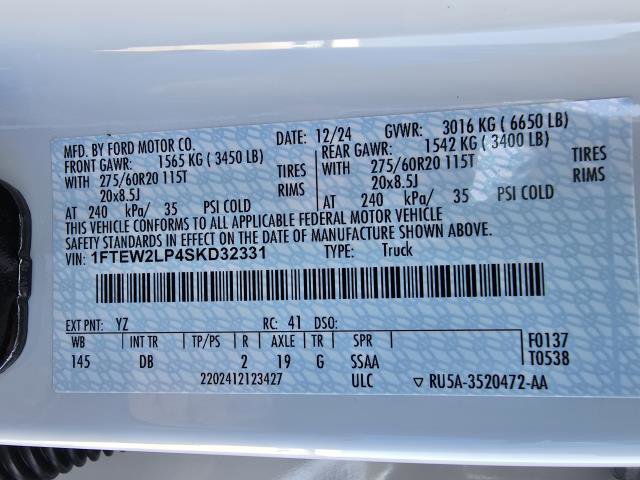 MFD. BY FORD MOTOR CO. DATE: 12/24 GVWR: 3016 KG ( 6650 LB)
FRONT GAWR: 1565 KG ( 3450 LB) REAR GAWR: 1542 KG ( 3400 LB)
WITH 275/60R20 115T TIRES WITH 275/60R20 115T TIRES
20x8.5J RIMS 20x8.5J RIMS
AT 240 kPa/ 35 PSI COLD AT 240 kPa/ 35 PSI COLD
THIS VEHICLE CONFORMS TO ALL APPLICABLE FEDERAL MOTOR VEHICLE
SAFETY STANDARDS IN EFFECT ON THE DATE OF MANUFACTURE SHOWN ABOVE.
VIN: 1FTEW2LP4SKD32331 TYPE: Truck
EXT PNT: YZ RC: 41 DSO: F0137
WB INT TR TP/PS R AXLE TR SPR T0538
145 DB 2 19 G SSAA
2202412123427 ULC ▽ RU5A-3520472-AA